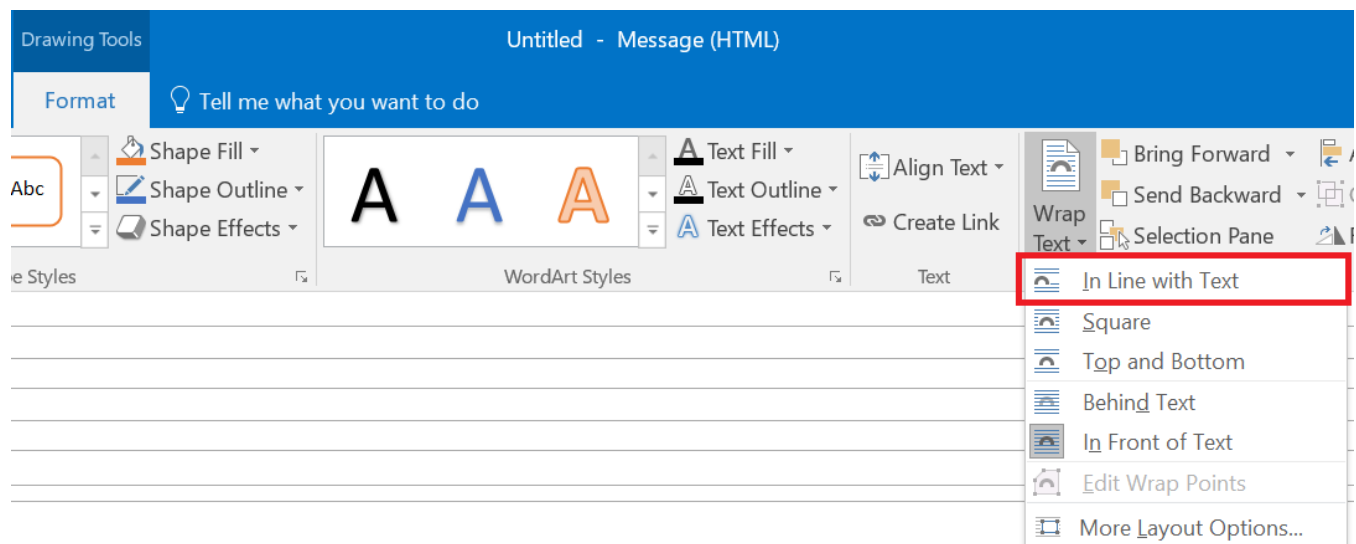 Drawing Tools
Untitled - Message (HTML)
Format
Tell me what you want to do
Abc
Shape Fill
Shape Outline
Shape Effects
Styles
A A A
Text Fill
Text Outline
Text Effects
WordArt Styles
Align Text
Create Link
Text
Wrap
Text
Bring Forward
Send Backward
Selection Pane
In Line with Text
Square
Top and Bottom
Behind Text
In Front of Text
Edit Wrap Points
More Layout Options...